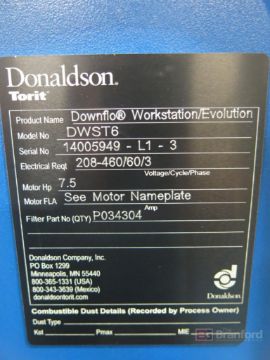 Donaldson®
Torit®
Product Name Downflo® Workstation/Evolution
Model No DWST6
Serial No 14005949 - L1 - 3
Electrical Reqt 208-460/60/3
Voltage/Cycle/Phase
Motor Hp 7.5
Motor FLA See Motor Nameplate
Amp
Filter Part No (QTY) P034304
Donaldson Company, Inc.
PO Box 1299
Minneapolis, MN 55440
800-365-1331 (USA)
800-343-3639 (Mexico)
donaldsontorit.com
Donaldson.
Combustible Dust Details (Recorded by Process Owner)
Dust Type
Kst Pmax MIE
Branford